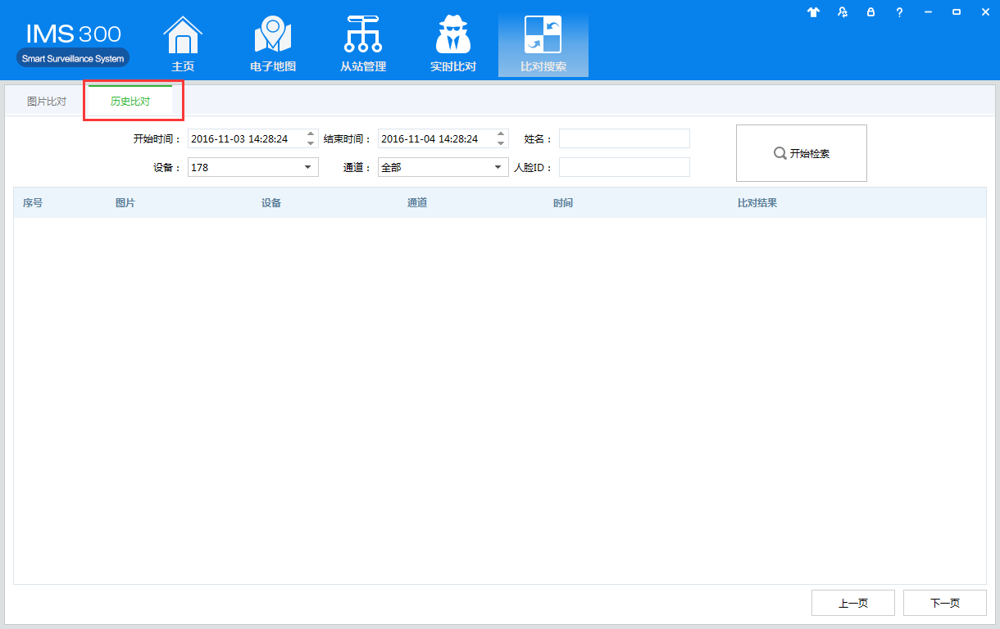 IMS 300
Smart Surveillance System
主页
电子地图
从站管理
实时比对
比对搜索
图片比对
历史比对
开始时间： 2016-11-03 14:28:24 结束时间： 2016-11-04 14:28:24 姓名：
设备： 178 通道： 全部 人脸ID：
开始检索
序号 图片 设备 通道 时间 比对结果
上一页 下一页